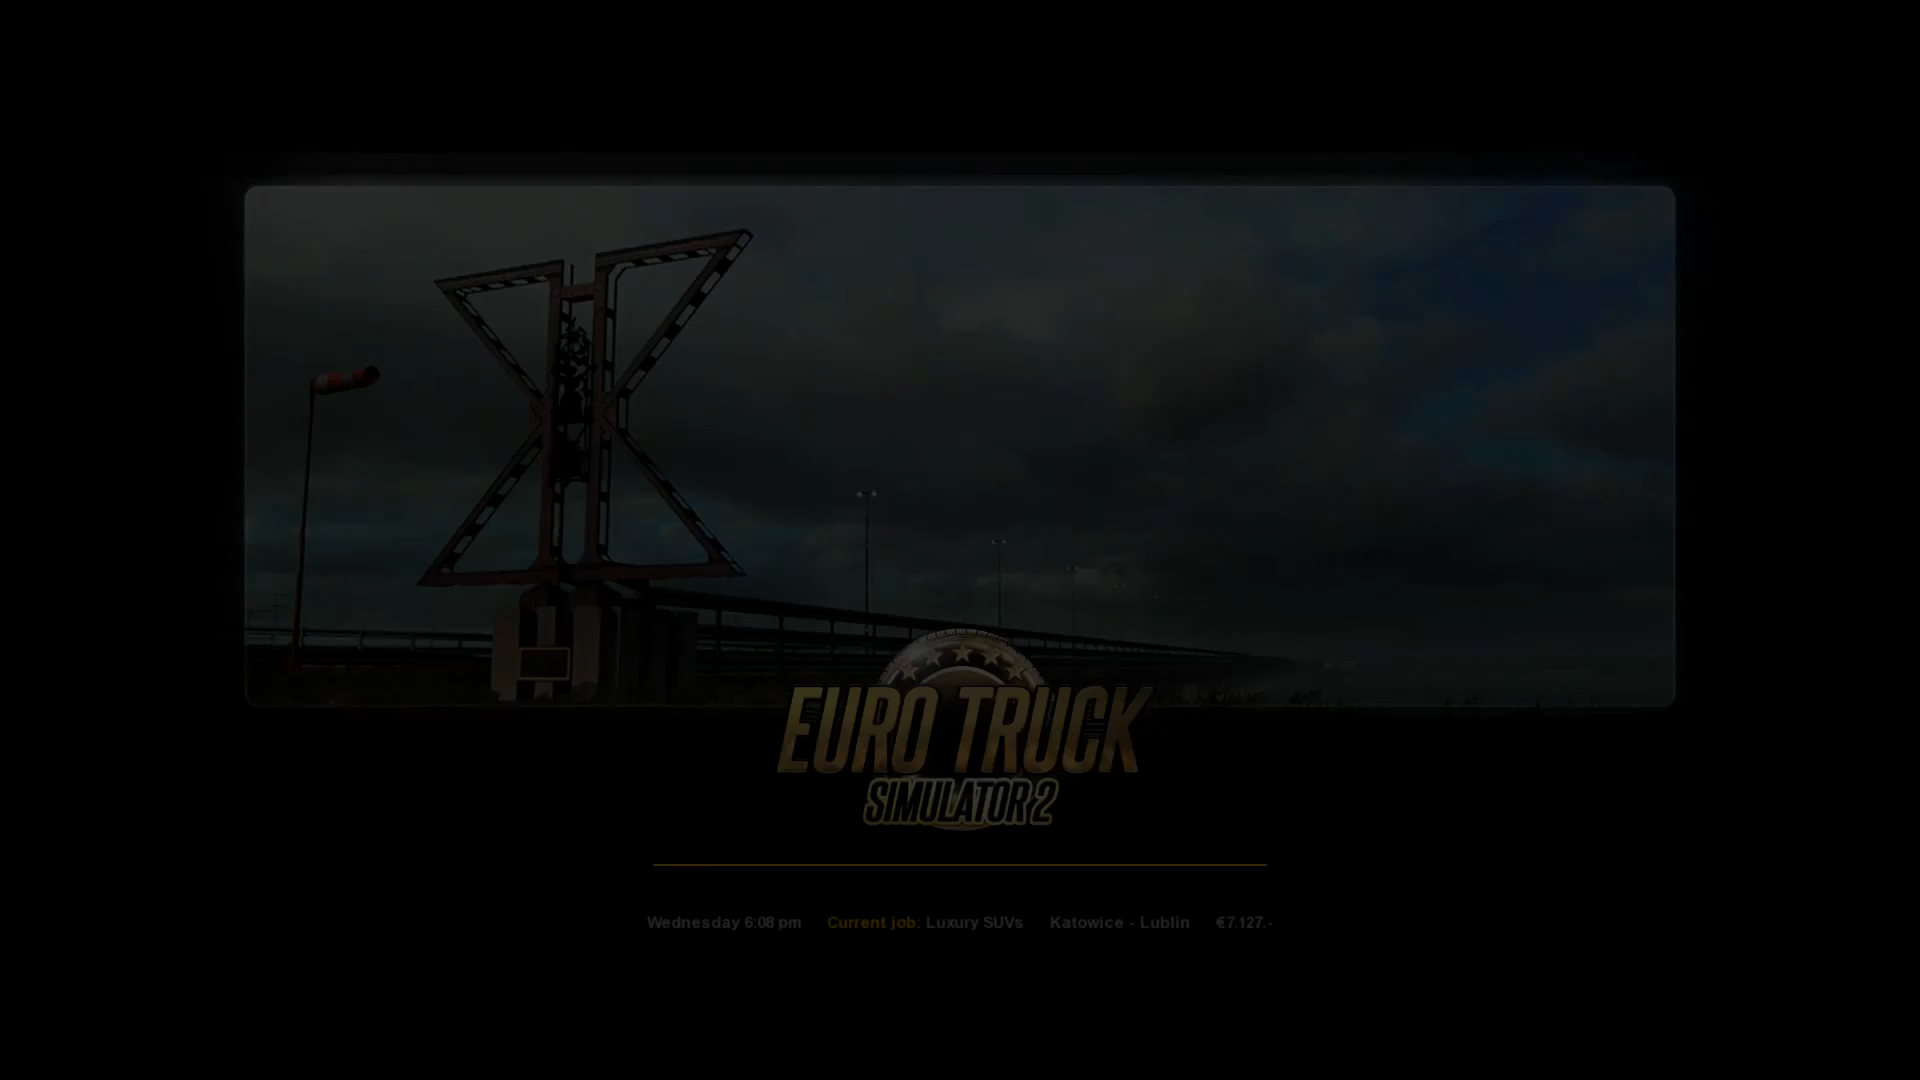 EURO TRUCK
SIMULATOR 2
Wednesday 6:08 pm Current job: Luxury SUVs Katowice - Lublin €7.127.-